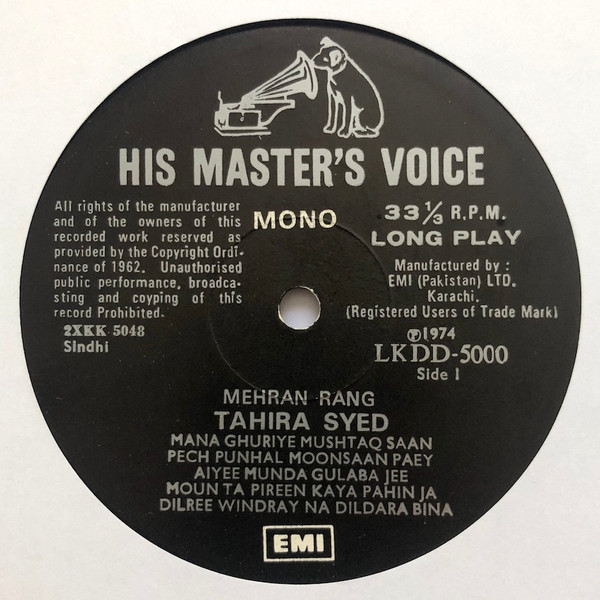 HIS MASTER'S VOICE
All rights of the manufacturer
and of the owners of this
recorded work reserved as
provided by the Copyright Ordi-
nance of 1962. Unauthorised
public performance, broadca-
sting and coyping of this
record Prohibited.
2XKK 5043
Sindhi
MONO
33⅓ R.P.M.
LONG PLAY
Manufactured by :
EMI (Pakistan) LTD.
Karachi.
(Registered Users of Trade Mark)
℗1974
LKDD-5000
Side 1
MEHRAN RANG
TAHIRA SYED
MANA GHURIYE MUSHTAQ SAAN
PECH PUNHAL MOONSAAN PAEY
AIYEE MUNDA GULABA JEE
MOUN TA PIREEN KAYA PAHIN JA
DILREE WINDRAY NA DILDARA BINA
EMI